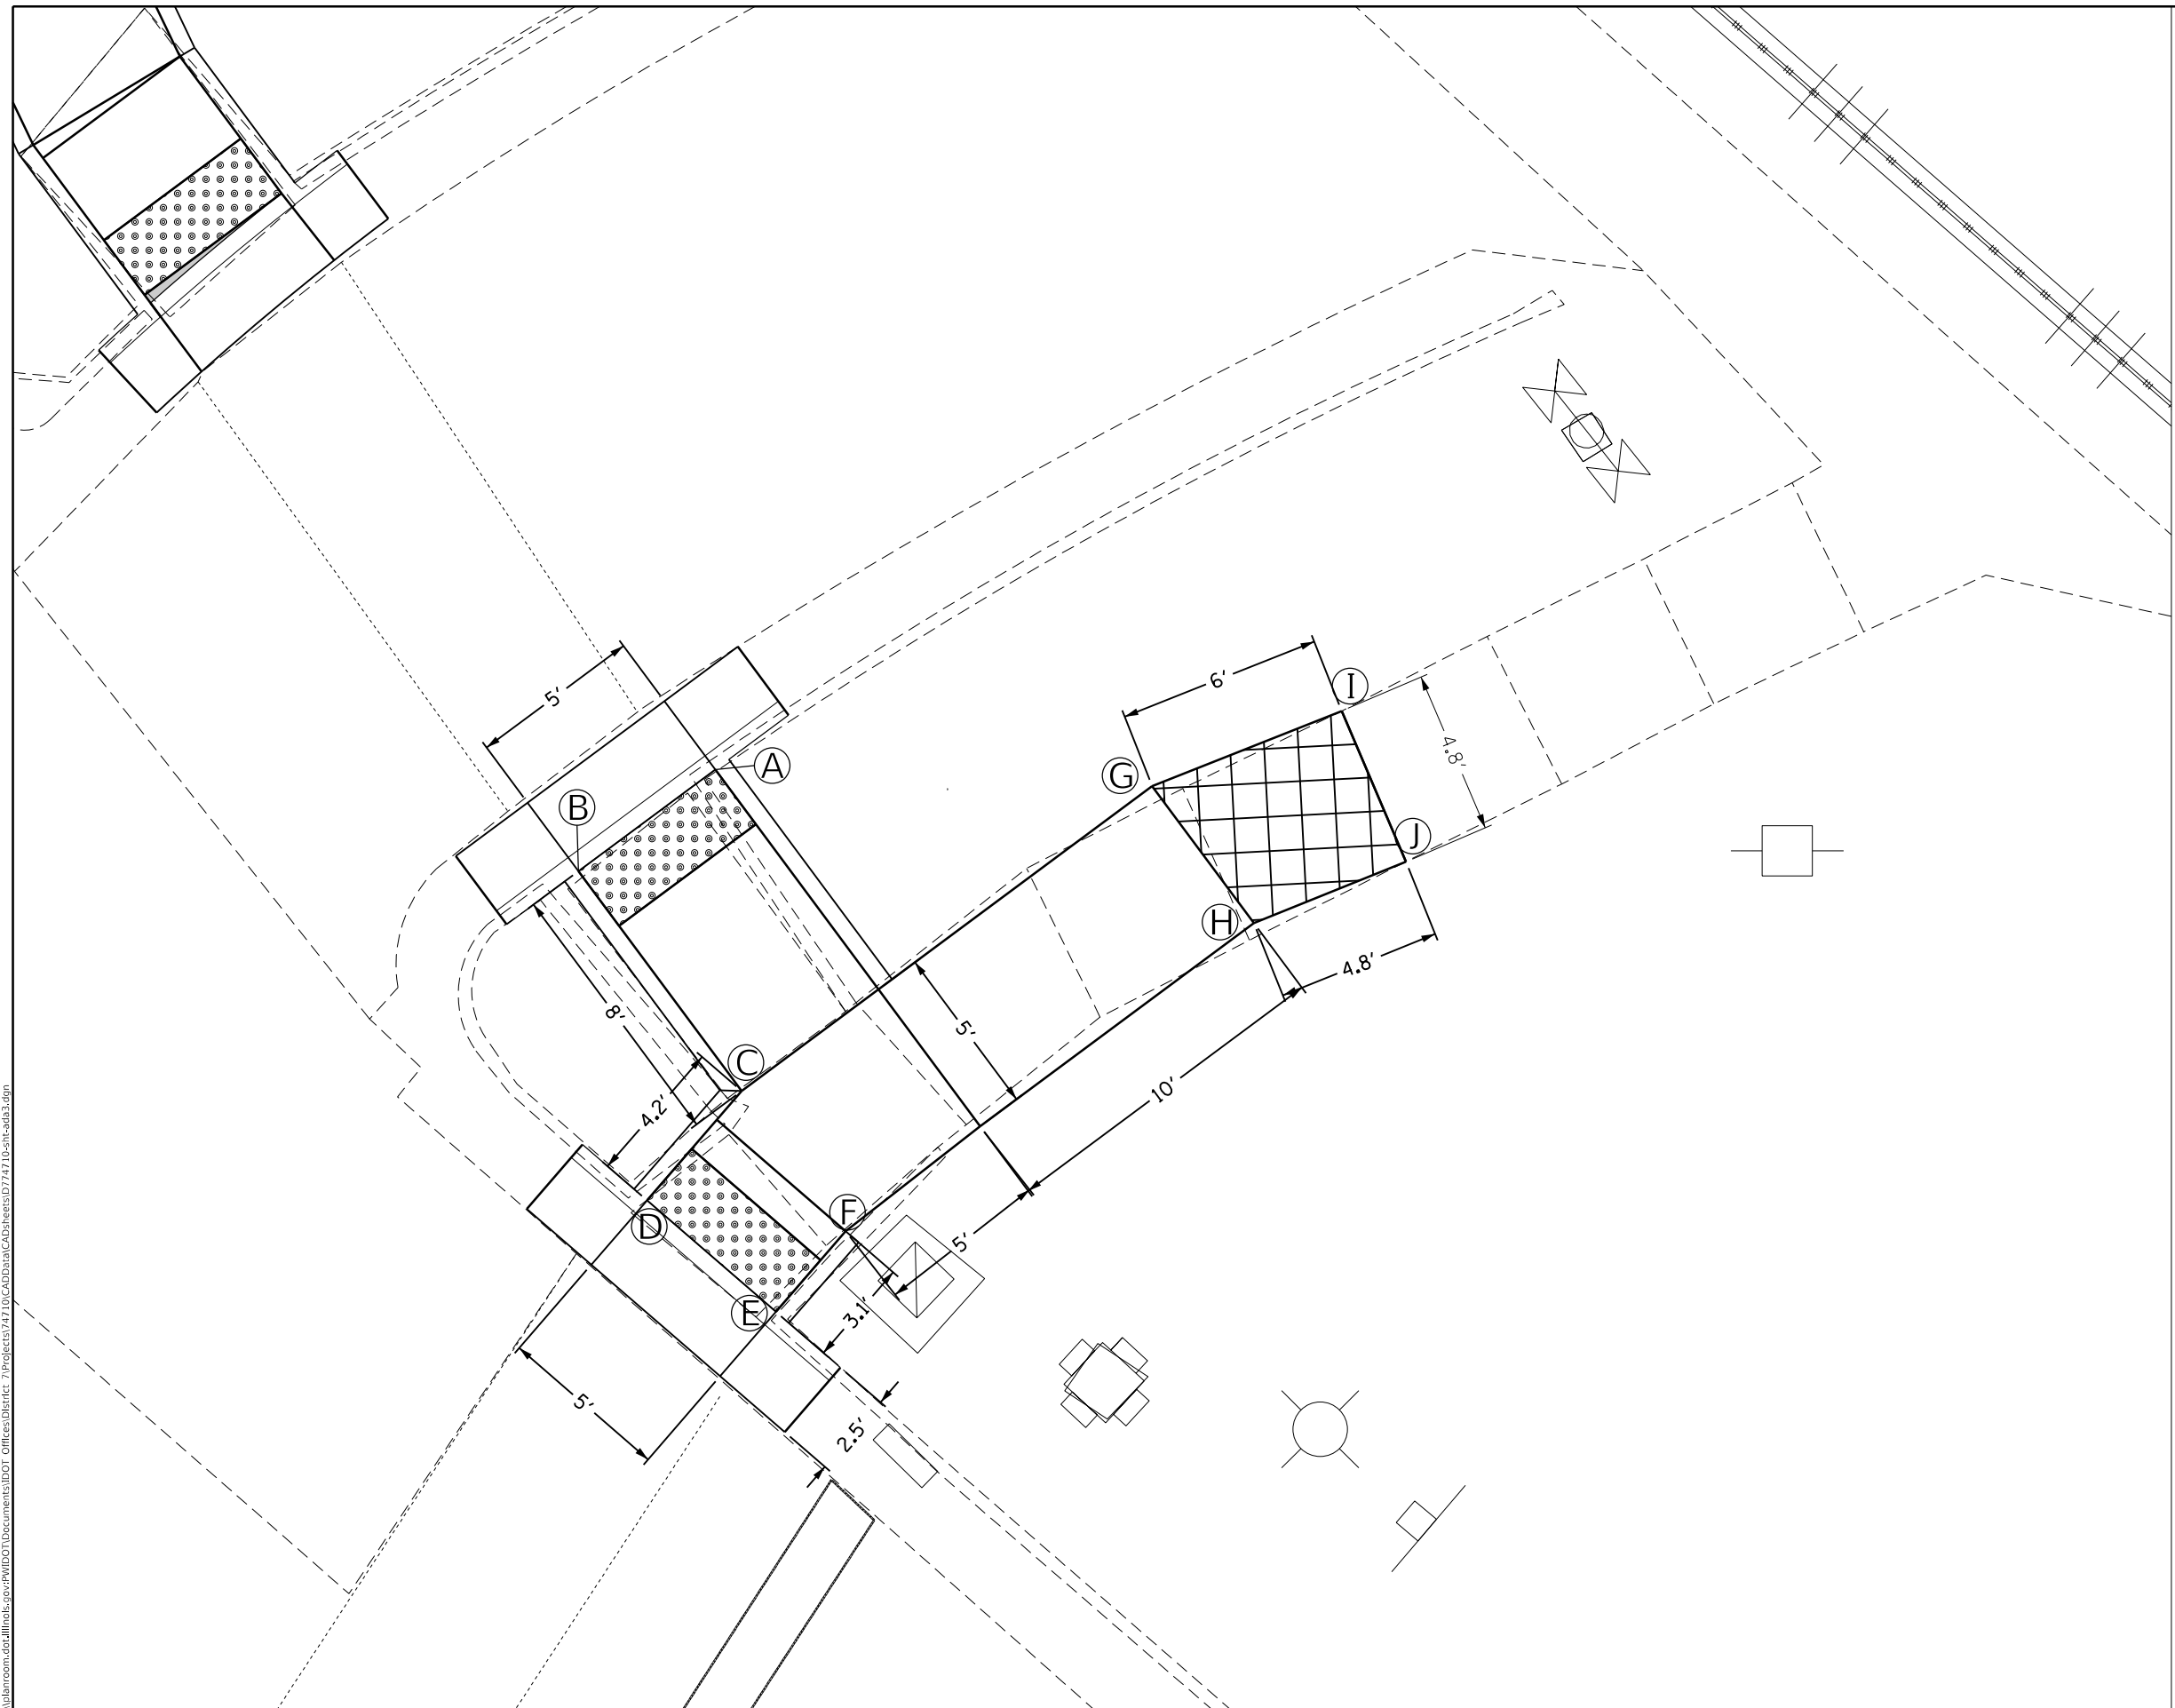 6'
I
5'
4.8'
A
G
B
J
H
4.8'
8'
5'
C
10'
4.2'
F
D
5'
E
3.1'
5'
2.5'
\planroom.dot.illinois.gov:PWIDOT\Documents\IDOT Offices\District 7\Projects\74710\CADData\CADsheets\D774710-sht-ada3.dgn